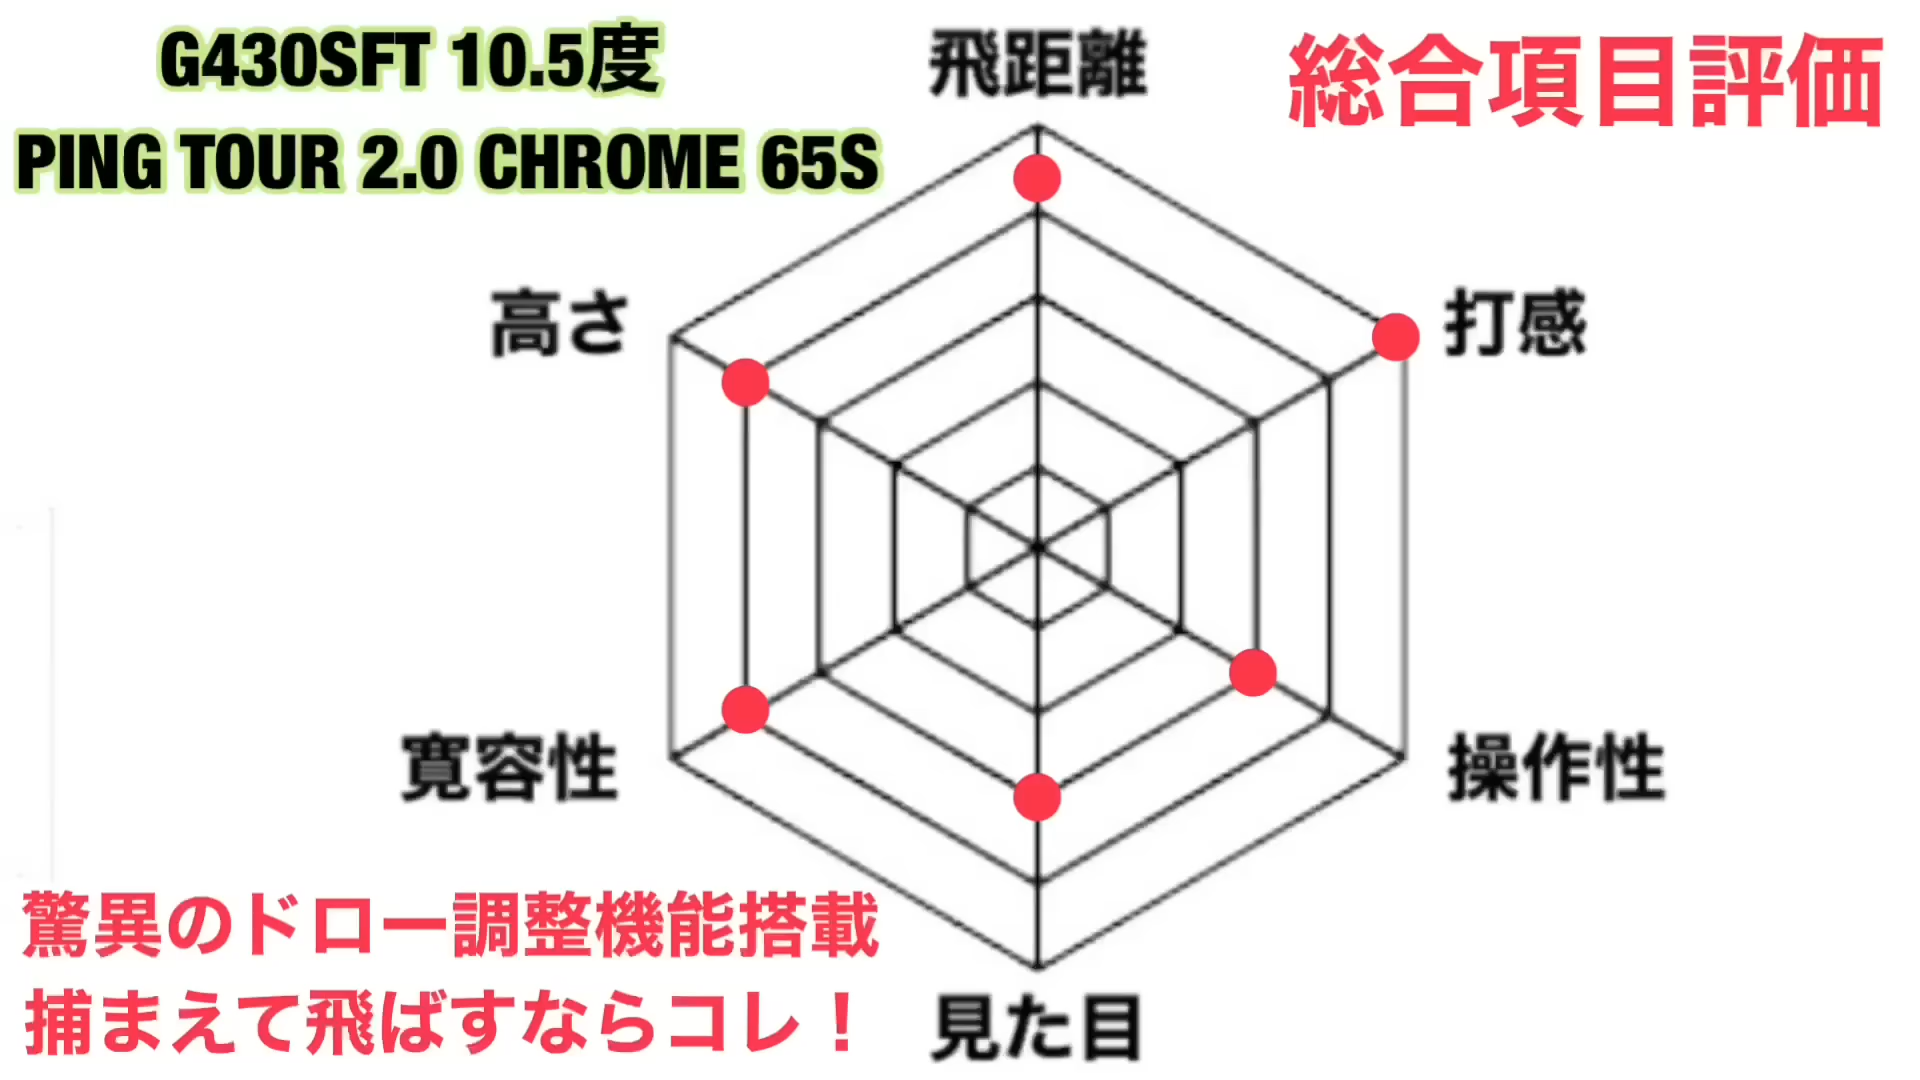 G430SFT 10.5度
PING TOUR 2.0 CHROME 65S
総合項目評価
飛距離
高さ
打感
寛容性
操作性
見た目
驚異のドロー調整機能搭載
捕まえて飛ばすならコレ！